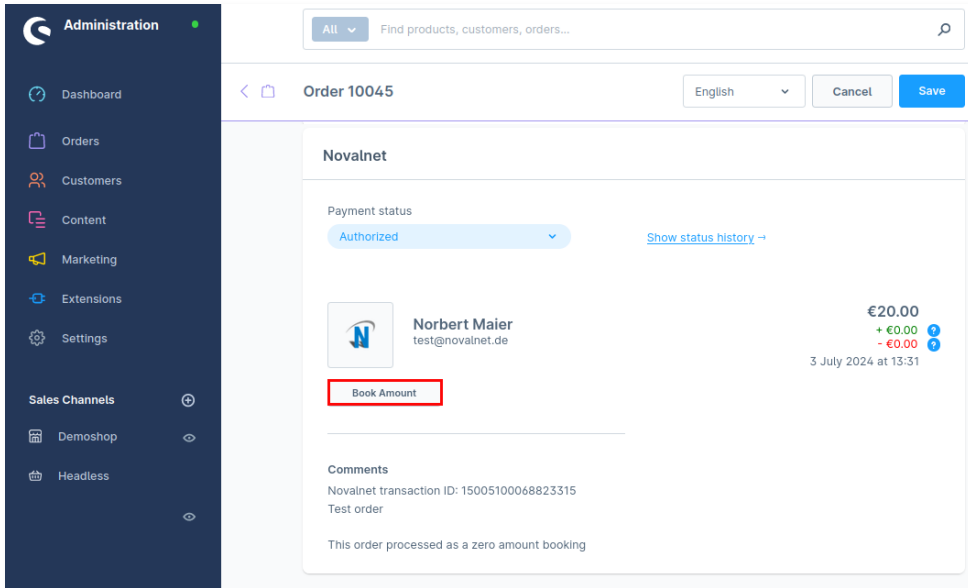 Administration
All
Find products, customers, orders...
Dashboard
Orders
Customers
Content
Marketing
Extensions
Settings
Sales Channels
Demoshop
Headless
Order 10045
English
Cancel
Save
Novalnet
Payment status
Authorized
Show status history →
N
Norbert Maier
test@novalnet.de
€20.00
+ €0.00 ?
- €0.00 ?
3 July 2024 at 13:31
Book Amount
Comments
Novalnet transaction ID: 15005100068823315
Test order
This order processed as a zero amount booking